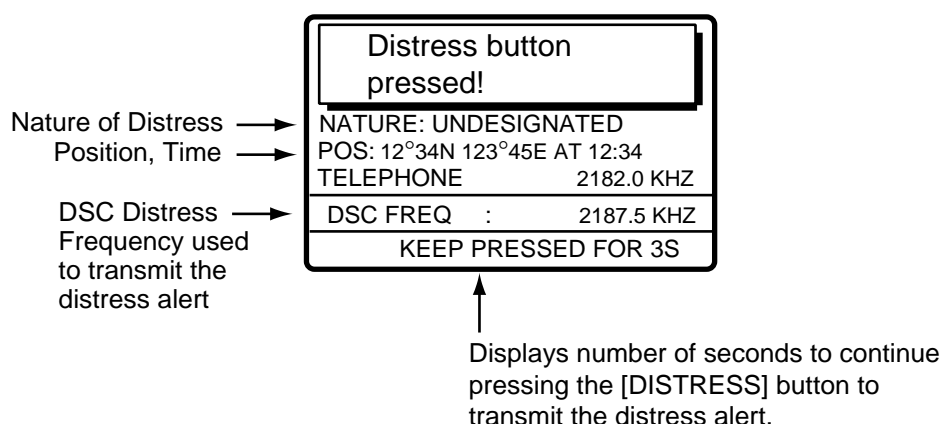 Distress button
pressed!
Nature of Distress
NATURE: UNDESIGNATED
Position, Time
POS: 12°34N 123°45E AT 12:34
TELEPHONE 2182.0 KHZ
DSC Distress
Frequency used
to transmit the
distress alert
DSC FREQ : 2187.5 KHZ
KEEP PRESSED FOR 3S
Displays number of seconds to continue
pressing the [DISTRESS] button to
transmit the distress alert.